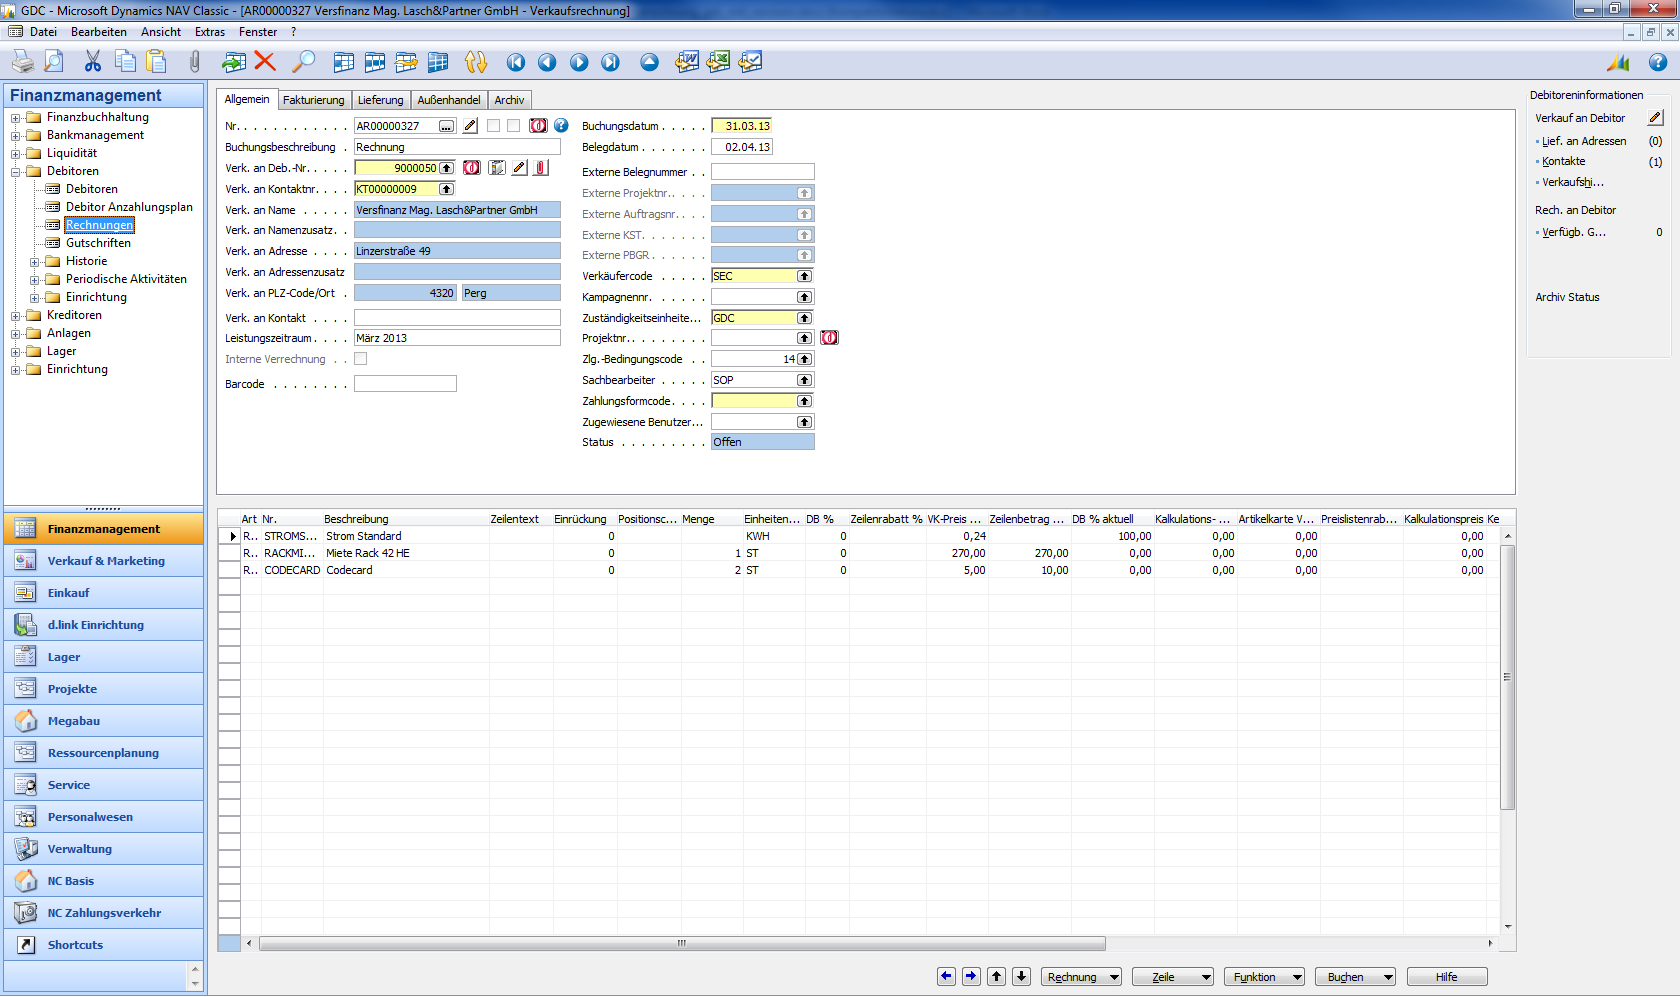 GDC - Microsoft Dynamics NAV Classic - [AR00000327 Versfinanz Mag. Lasch&Partner GmbH - Verkaufsrechnung]
Datei Bearbeiten Ansicht Extras Fenster ?
Finanzmanagement
Finanzbuchhaltung
Bankmanagement
Liquidität
Debitoren
Debitoren
Debitor Anzahlungsplan
Rechnungen
Gutschriften
Historie
Periodische Aktivitäten
Einrichtung
Kreditoren
Anlagen
Lager
Einrichtung
Finanzmanagement
Verkauf & Marketing
Einkauf
d.link Einrichtung
Lager
Projekte
Megabau
Ressourcenplanung
Service
Personalwesen
Verwaltung
NC Basis
NC Zahlungsverkehr
Shortcuts
Allgemein Fakturierung Lieferung Außenhandel Archiv
Nr. . . . . . . . . . . . . AR00000327 ...
Buchungsbeschreibung . Rechnung
Verk. an Deb.-Nr. . . . . 9000050
Verk. an Kontaktnr. . . . KT00000009
Verk. an Name . . . . . Versfinanz Mag. Lasch&Partner GmbH
Verk. an Namenzusatz. .
Verk. an Adresse . . . . Linzerstraße 49
Verk. an Adressenzusatz
Verk. an PLZ-Code/Ort . 4320 Perg
Verk. an Kontakt . . . .
Leistungszeitraum . . . . März 2013
Interne Verrechnung . .
Barcode . . . . . . . .
Buchungsdatum . . . . . 31.03.13
Belegdatum . . . . . . . 02.04.13
Externe Belegnummer . .
Externe Projektnr. . . .
Externe Auftragsnr. . . .
Externe KST. . . . . . .
Externe PBGR . . . . . .
Verkäufercode . . . . . SEC
Kampagnennr. . . . . .
Zuständigkeitseinheite... GDC
Projektnr. . . . . . . .
Zlg.-Bedingungscode . . 14
Sachbearbeiter . . . . . SOP
Zahlungsformcode. . . .
Zugewiesene Benutzer...
Status . . . . . . . . . Offen
Debitoreninformationen
Verkauf an Debitor
Lief. an Adressen (0)
Kontakte (1)
Verkaufshi...
Rech. an Debitor
Verfügb. G... 0
Archiv Status
Art Nr. Beschreibung Zeilentext Einrückung Positionsc... Menge Einheiten... DB % Zeilenrabatt % VK-Preis ... Zeilenbetrag ... DB % aktuell Kalkulations- ... Artikelkarte V... Preislistenrab... Kalkulationspreis Ke
R.. STROMS... Strom Standard 0 KWH 0 0,24 100,00 0,00 0,00 0,00
R.. RACKMI... Miete Rack 42 HE 0 1 ST 0 270,00 270,00 0,00 0,00 0,00 0,00
R.. CODECARD Codecard 0 2 ST 0 5,00 10,00 0,00 0,00 0,00 0,00
Rechnung Zeile Funktion Buchen Hilfe